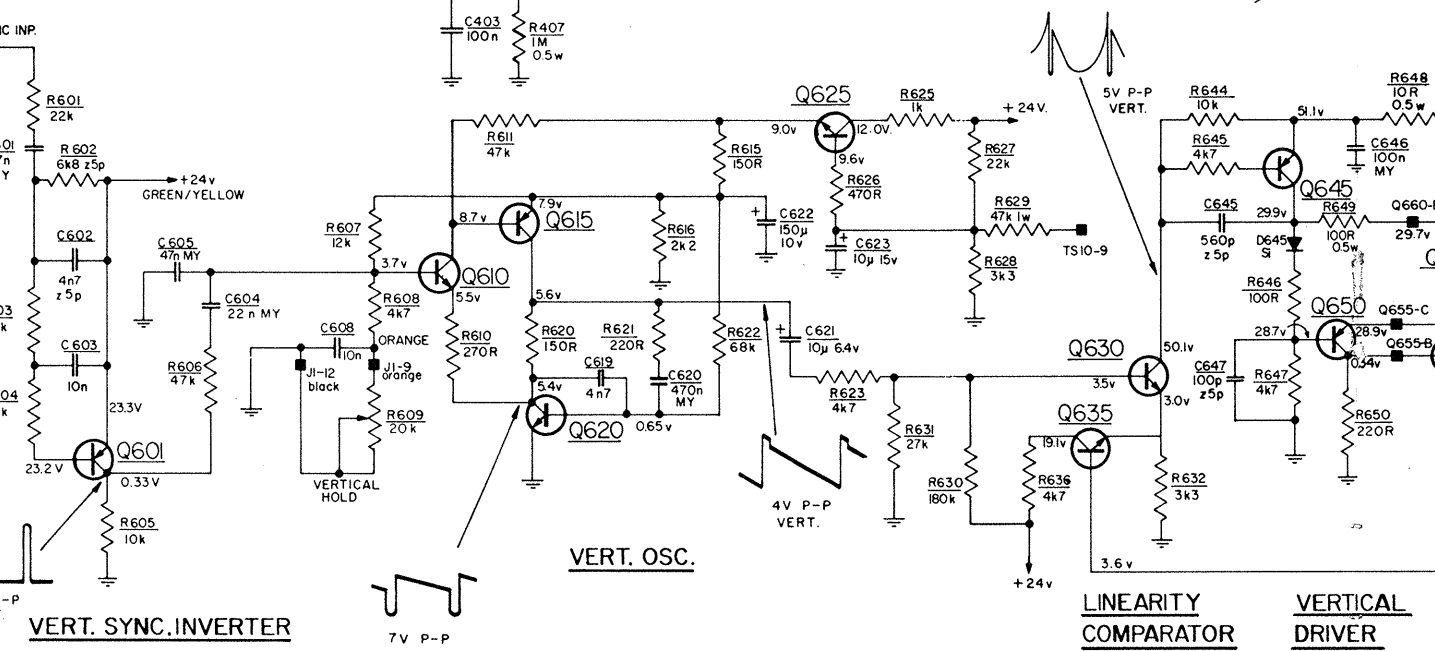 C INP.
R601
22k
R602
6k8 z5p
+24v
GREEN/YELLOW
C602
4n7
z 5p
C603
10n
23.3V
Q601
23.2 V
0.33 V
R605
10k
VERT. SYNC. INVERTER
C605
47n MY
C604
22 n MY
R606
47k
C403
100n
R407
1M
0.5w
R611
47k
R607
12k
8.7v
7.9v
Q615
3.7v
Q610
5.5v
R608
4k7
C608
10n
ORANGE
J1-12
black
J1-9
orange
R609
20k
VERTICAL
HOLD
R610
270R
5.6v
R620
150R
R621
220R
5.4v
C619
4n7
C620
470n
MY
Q620
0.65v
R622
68k
7V P-P
VERT. OSC.
R615
150R
R616
2k2
+
C622
150μ
10v
Q625
9.0v
12.0V.
9.6v
R625
1k
+24V.
R626
470R
R627
22k
R629
47k 1w
TS10-9
+
C623
10μ 15v
R628
3k3
+
C621
10μ 6.4v
R623
4k7
R631
27k
R630
180k
4V P-P
VERT.
5V P-P
VERT.
Q630
50.1v
3.5v
3.0v
Q635
19.1v
R636
4k7
R632
3k3
+24v
3.6v
LINEARITY
COMPARATOR
R644
10k
51.1v
R648
10R
0.5w
R645
4k7
C646
100n
MY
Q645
C645
560p
z 5p
29.9v
R649
100R
0.5w
29.7v
D645
Si
R646
100R
Q650
28.7v
28.9v
Q655-C
Q655-B
0.34v
C647
100p
z5p
R647
4k7
R650
220R
VERTICAL
DRIVER